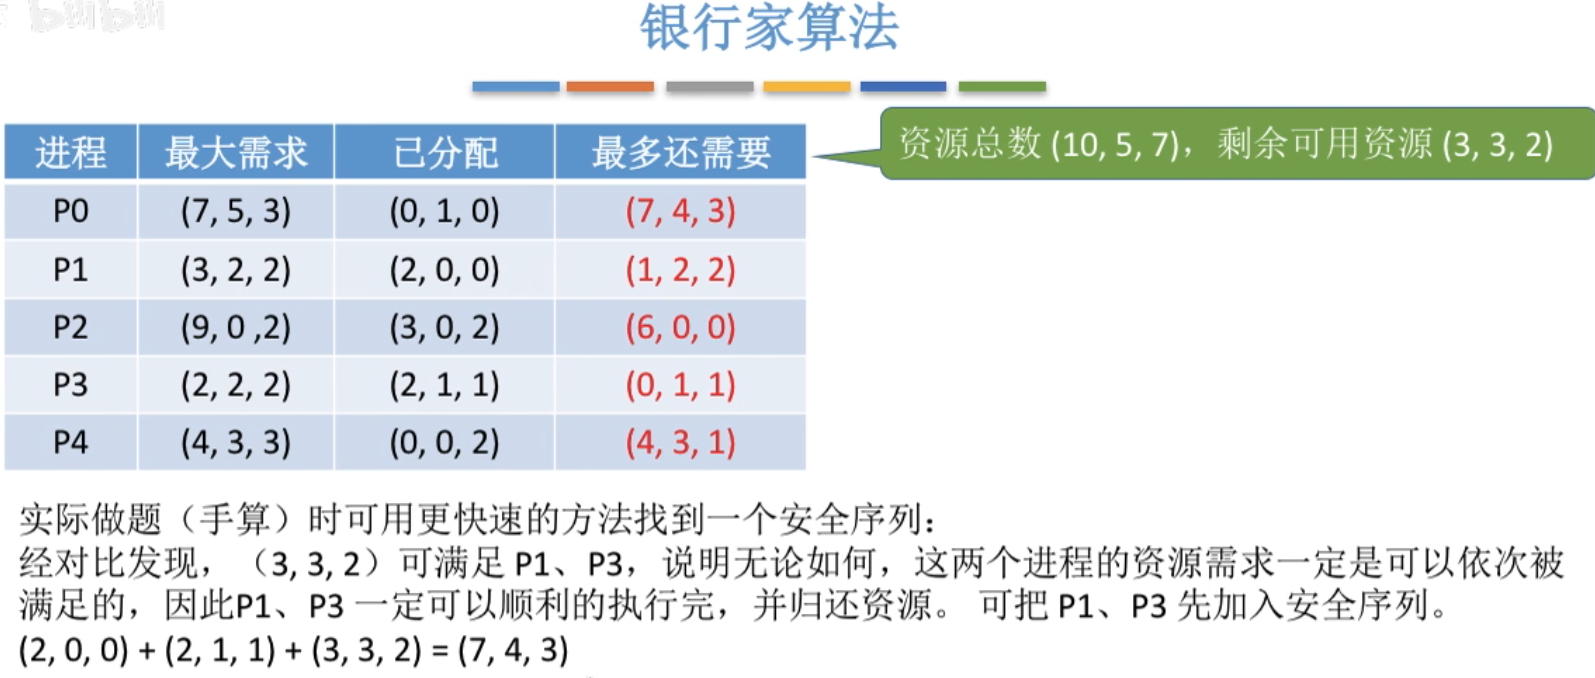 bilibili
银行家算法
资源总数 (10, 5, 7)，剩余可用资源 (3, 3, 2)
进程 最大需求 已分配 最多还需要
P0 (7, 5, 3) (0, 1, 0) (7, 4, 3)
P1 (3, 2, 2) (2, 0, 0) (1, 2, 2)
P2 (9, 0 ,2) (3, 0, 2) (6, 0, 0)
P3 (2, 2, 2) (2, 1, 1) (0, 1, 1)
P4 (4, 3, 3) (0, 0, 2) (4, 3, 1)
实际做题（手算）时可用更快速的方法找到一个安全序列：
经对比发现，（3, 3, 2）可满足 P1、P3，说明无论如何，这两个进程的资源需求一定是可以依次被
满足的，因此P1、P3 一定可以顺利的执行完，并归还资源。 可把 P1、P3 先加入安全序列。
(2, 0, 0) + (2, 1, 1) + (3, 3, 2) = (7, 4, 3)